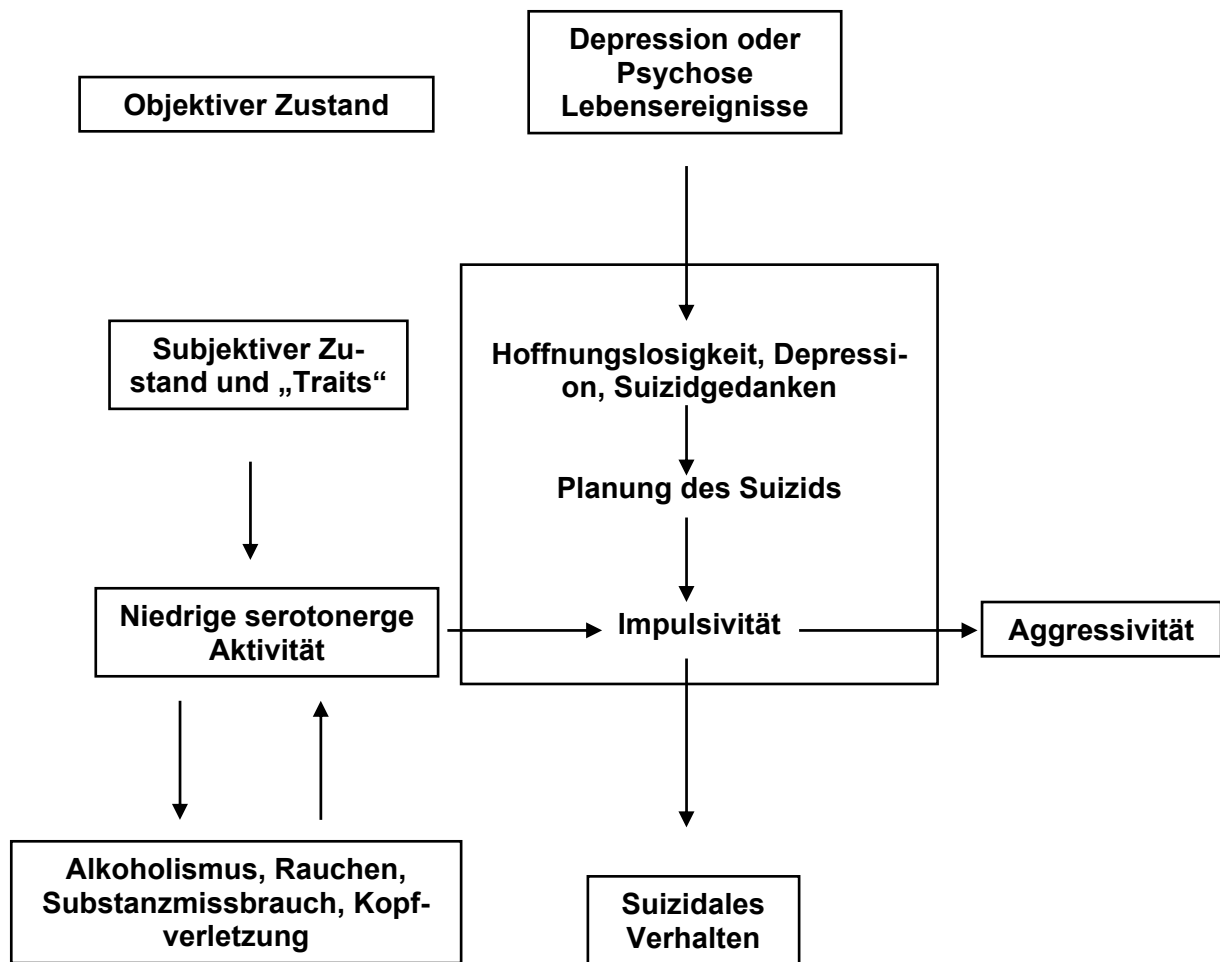 Depression oder
Psychose
Lebensereignisse
Objektiver Zustand
Subjektiver Zu-
stand und „Traits“
Hoffnungslosigkeit, Depressi-
on, Suizidgedanken
Planung des Suizids
Niedrige serotonerge
Aktivität
Impulsivität
Aggressivität
Alkoholismus, Rauchen,
Substanzmissbrauch, Kopf-
verletzung
Suizidales
Verhalten